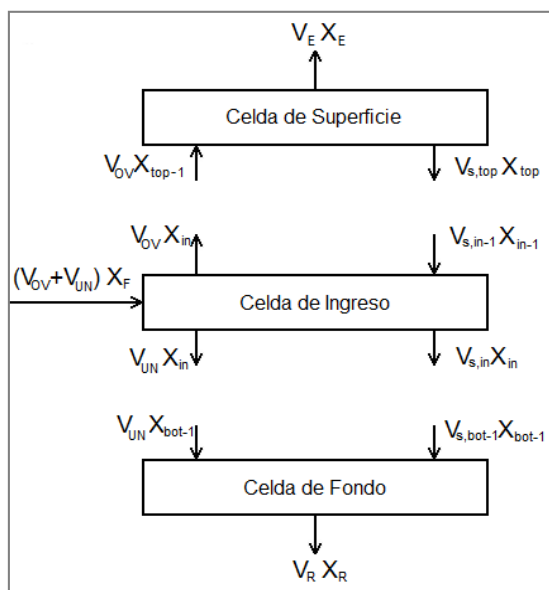 V_E X_E
Celda de Superficie
V_OV X_top-1
V_s,top X_top
V_OV X_in
V_s,in-1 X_in-1
(V_OV+V_UN) X_F
Celda de Ingreso
V_UN X_in
V_s,in X_in
V_UN X_bot-1
V_s,bot-1 X_bot-1
Celda de Fondo
V_R X_R